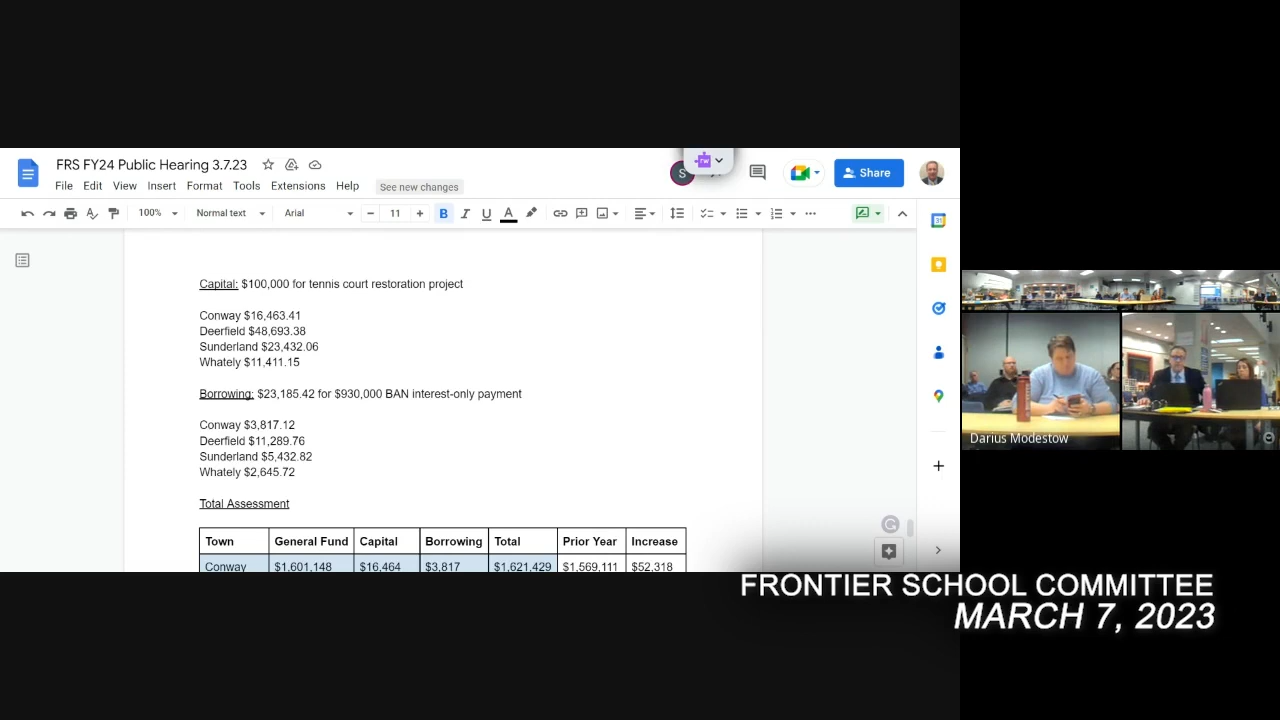 FRS FY24 Public Hearing 3.7.23
File Edit View Insert Format Tools Extensions Help See new changes
rw
S
Share
100% Normal text Arial 11 B I U A
31
Capital: $100,000 for tennis court restoration project
Conway $16,463.41
Deerfield $48,693.38
Sunderland $23,432.06
Whately $11,411.15
Borrowing: $23,185.42 for $930,000 BAN interest-only payment
Conway $3,817.12
Deerfield $11,289.76
Sunderland $5,432.82
Whately $2,645.72
Total Assessment
Town General Fund Capital Borrowing Total Prior Year Increase
Conway $1,601,148 $16,464 $3,817 $1,621,429 $1,569,111 $52,318
Darius Modestow
FRONTIER SCHOOL COMMITTEE
MARCH 7, 2023